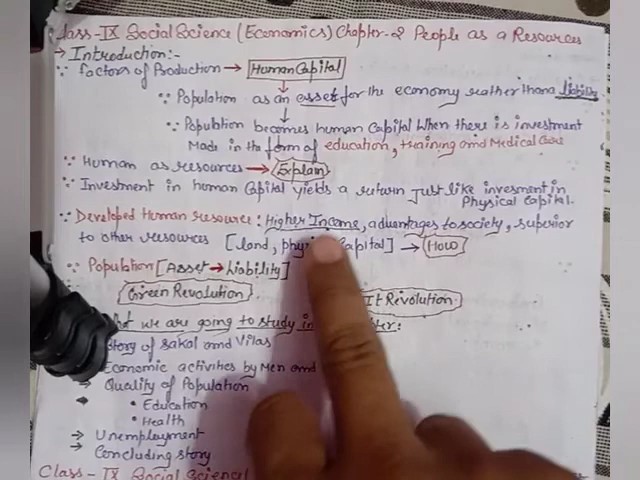 Class-IX Social Science (Economics) Chapter-2 People as a Resources
→ Introduction:-
∵ factors of Production → Human Capital
∵ Population as an asset for the economy rather than a liability
∵ Population becomes human Capital When there is investment
Made in the form of education, training and Medical Care
∵ Human as resources → Explain
∵ Investment in human Capital yields a return Just like invesment in
Physical Capital.
∵ Developed Human resource: Higher Income, advantages to society, superior
to other resources [land, Capital] → How
∵ Population [Asset → Liability]
Green Revolution It Revolution
we are going to study in
Story of sakal and Vilas
Economic activities by Men and
→ Quality of Population
• Education
• Health
→ Unemployment
→ Concluding story
Class-IX Social Science